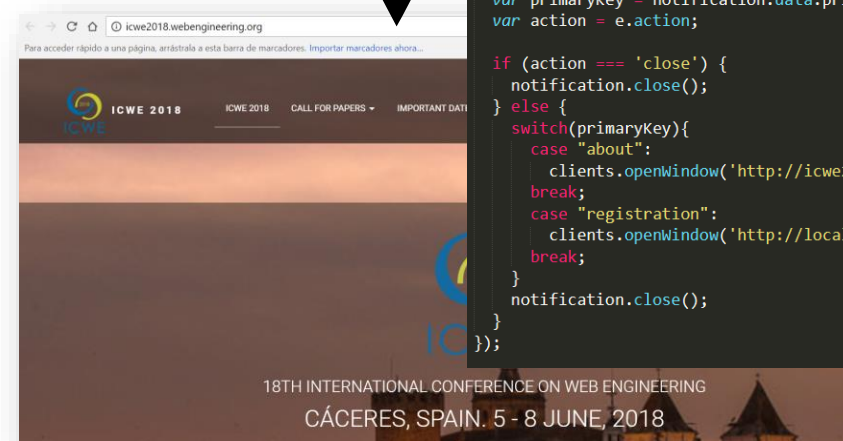 icwe2018.webengineering.org
Para acceder rápido a una página, arrástrala a esta barra de marcadores. Importar marcadores ahora...
ICWE 2018 ICWE 2018 CALL FOR PAPERS IMPORTANT DATE
ICWE
ICWE
18TH INTERNATIONAL CONFERENCE ON WEB ENGINEERING
CÁCERES, SPAIN. 5 - 8 JUNE, 2018
var primaryKey = notification.data.pri
var action = e.action;
if (action === 'close') {
notification.close();
} else {
switch(primaryKey){
case "about":
clients.openWindow('http://icwe
break;
case "registration":
clients.openWindow('http://loca
break;
}
notification.close();
}
});